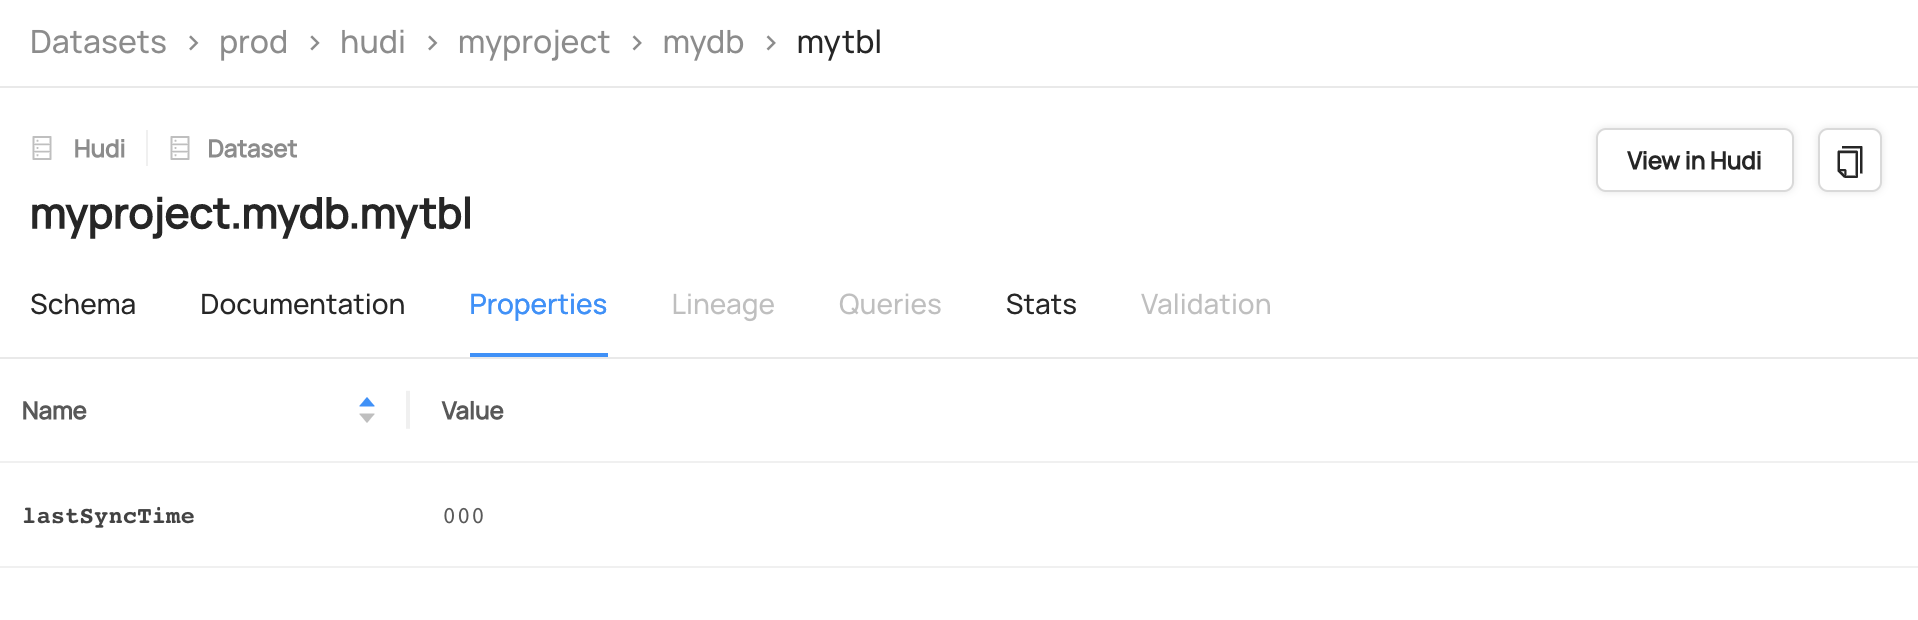 Datasets > prod > hudi > myproject > mydb > mytbl
Hudi Dataset
View in Hudi
myproject.mydb.mytbl
Schema Documentation Properties Lineage Queries Stats Validation
Name Value
lastSyncTime 000